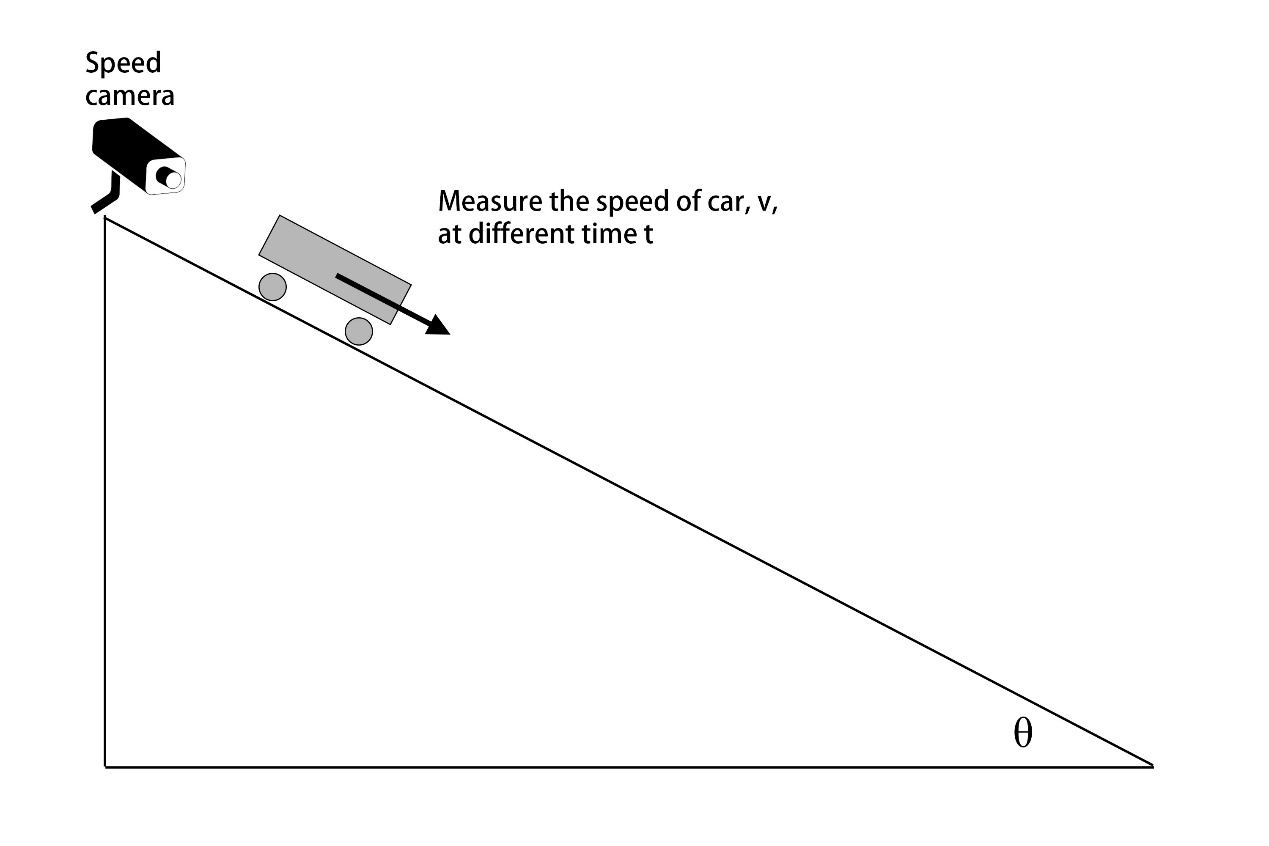 Speed
camera
Measure the speed of car, v,
at different time t
θ